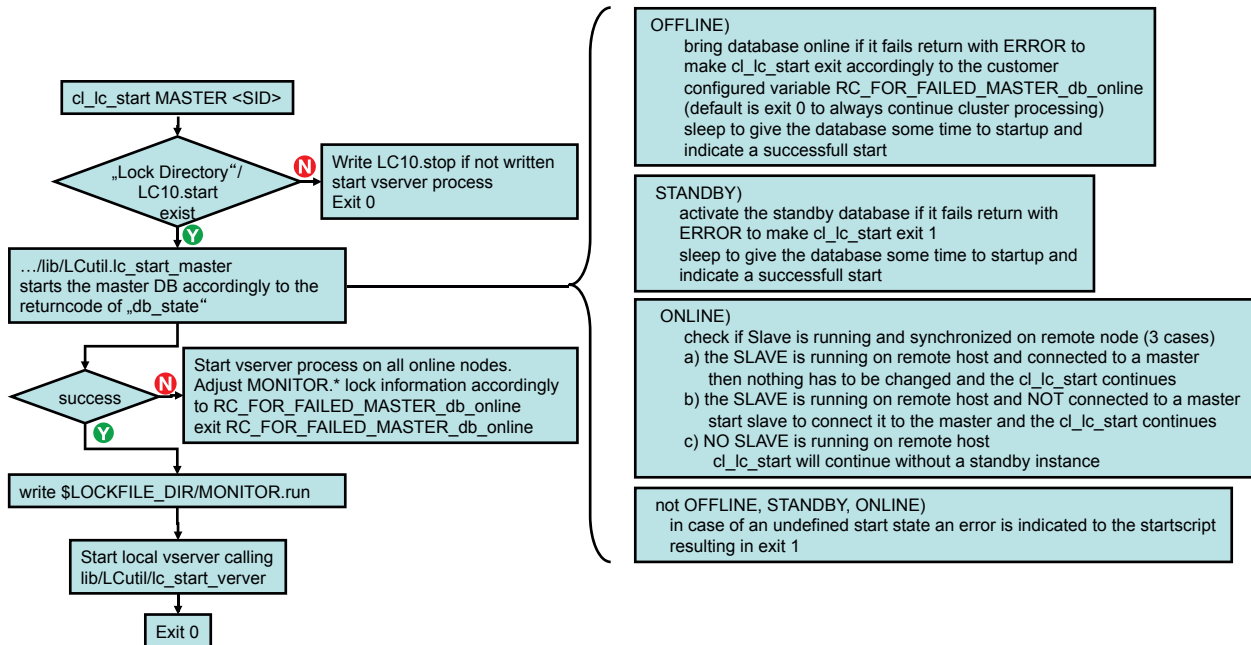 cl_lc_start MASTER <SID>
„Lock Directory“/
LC10.start
exist
N
Write LC10.stop if not written
start vserver process
Exit 0
Y
…/lib/LCutil.lc_start_master
starts the master DB accordingly to the
returncode of „db_state“
success
N
Start vserver process on all online nodes.
Adjust MONITOR.* lock information accordingly
to RC_FOR_FAILED_MASTER_db_online
exit RC_FOR_FAILED_MASTER_db_online
Y
write $LOCKFILE_DIR/MONITOR.run
Start local vserver calling
lib/LCutil/lc_start_verver
Exit 0
OFFLINE)
bring database online if it fails return with ERROR to
make cl_lc_start exit accordingly to the customer
configured variable RC_FOR_FAILED_MASTER_db_online
(default is exit 0 to always continue cluster processing)
sleep to give the database some time to startup and
indicate a successfull start
STANDBY)
activate the standby database if it fails return with
ERROR to make cl_lc_start exit 1
sleep to give the database some time to startup and
indicate a successfull start
ONLINE)
check if Slave is running and synchronized on remote node (3 cases)
a) the SLAVE is running on remote host and connected to a master
then nothing has to be changed and the cl_lc_start continues
b) the SLAVE is running on remote host and NOT connected to a master
start slave to connect it to the master and the cl_lc_start continues
c) NO SLAVE is running on remote host
cl_lc_start will continue without a standby instance
not OFFLINE, STANDBY, ONLINE)
in case of an undefined start state an error is indicated to the startscript
resulting in exit 1